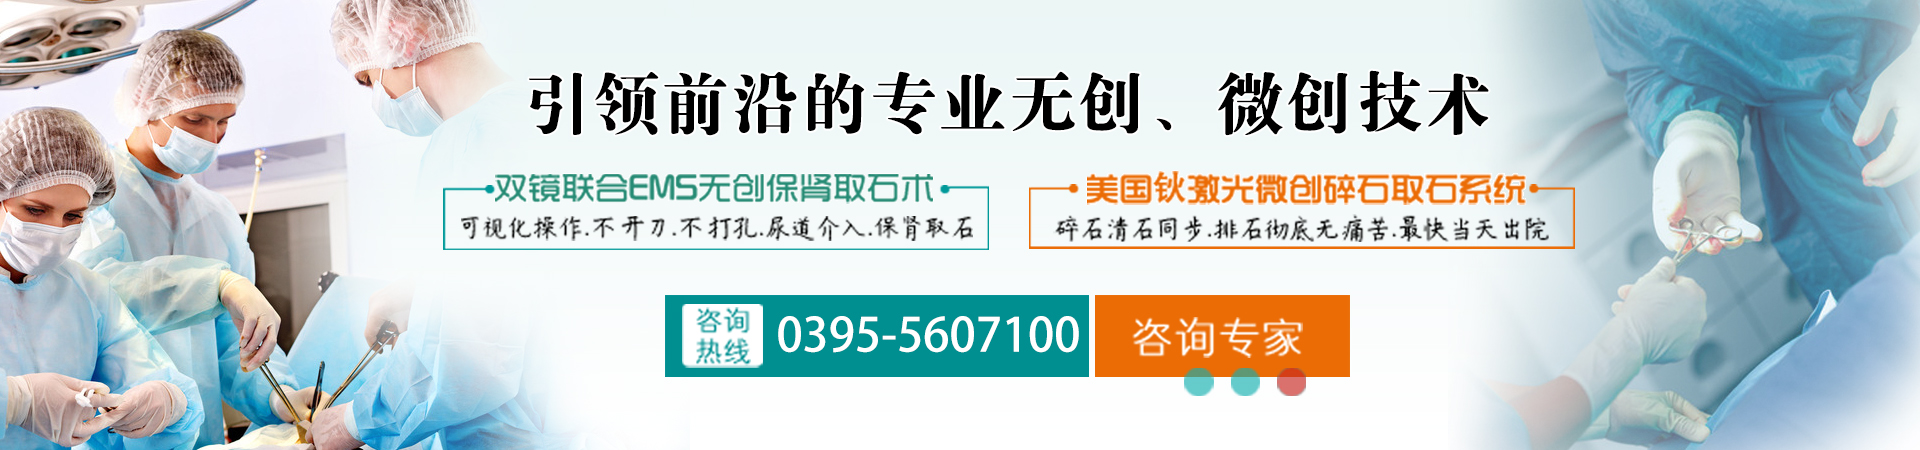 引领前沿的专业无创、微创技术
双镜联合EMS无创保肾取石术
可视化操作.不开刀.不打孔.尿道介入.保肾取石
美国钬激光微创碎石取石系统
碎石清石同步.排石彻底无痛苦.最快当天出院
咨询热线
0395-5607100
咨询专家